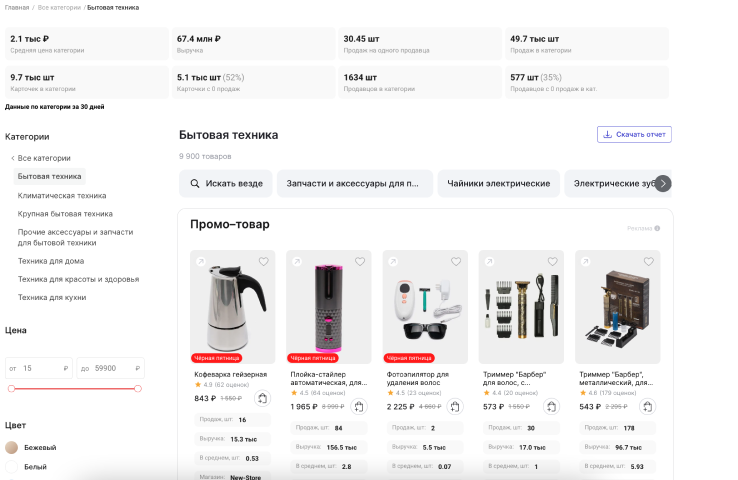 Главная / Все категории / Бытовая техника
2.1 тыс ₽
Средняя цена категории
67.4 млн ₽
Выручка
30.45 шт
Продаж на одного продавца
49.7 тыс шт
Продаж в категории
9.7 тыс шт
Карточек в категории
5.1 тыс шт (52%)
Карточки с 0 продаж
1634 шт
Продавцов в категории
577 шт (35%)
Продавцов с 0 продаж в кат.
Данные по категории за 30 дней
Категории
Все категории
Бытовая техника
Климатическая техника
Крупная бытовая техника
Прочие аксессуары и запчасти
для бытовой техники
Техника для дома
Техника для красоты и здоровья
Техника для кухни
Цена
от 15 ₽
до 59900 ₽
Цвет
Бежевый
Белый
Бытовая техника
Скачать отчет
9 900 товаров
Искать везде
Запчасти и аксессуары для п...
Чайники электрические
Электрические зуб
Промо–товар
Реклама
Чёрная пятница
Кофеварка гейзерная
4.9 (62 оценок)
843 ₽ 1 550 ₽
Продаж, шт: 16
Выручка: 15.3 тыс
В среднем, шт: 0.53
Магазин: New-Store
Чёрная пятница
Плойка-стайлер
автоматическая, для...
4.5 (64 оценок)
1 965 ₽ 8 990 ₽
Продаж, шт: 84
Выручка: 156.5 тыс
В среднем, шт: 2.8
Чёрная пятница
Фотоэпилятор для
удаления волос
4.5 (23 оценок)
2 225 ₽ 4 860 ₽
Продаж, шт: 2
Выручка: 5.5 тыс
В среднем, шт: 0.07
Триммер "Барбер"
для волос, с...
4.4 (20 оценок)
573 ₽ 1 550 ₽
Продаж, шт: 30
Выручка: 17.0 тыс
В среднем, шт: 1
Триммер "Барбер",
металлический, для...
4.6 (179 оценок)
543 ₽ 2 295 ₽
Продаж, шт: 178
Выручка: 96.7 тыс
В среднем, шт: 5.93